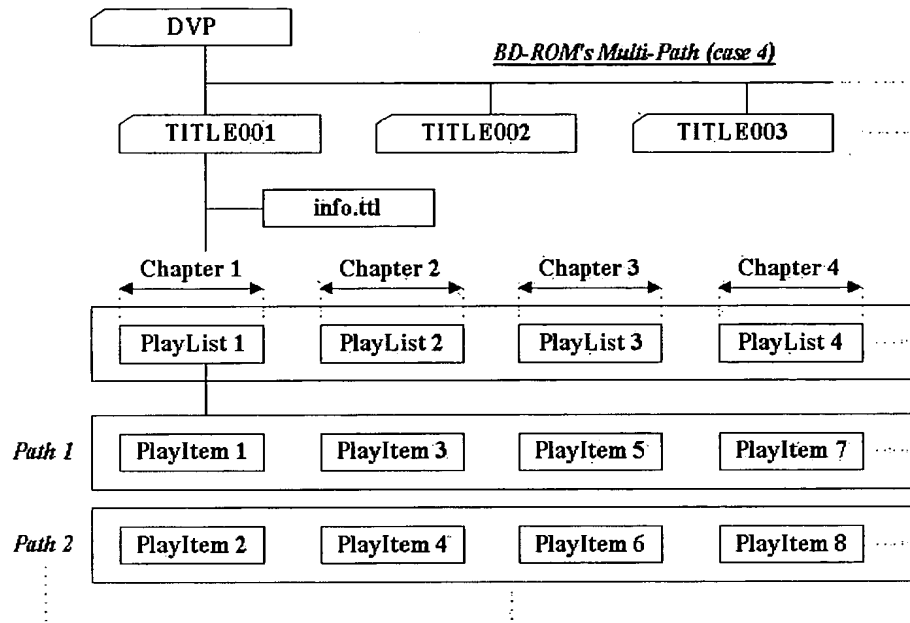 DVP
BD-ROM's Multi-Path (case 4)
TITLE001 TITLE002 TITLE003
info.ttl
Chapter 1 Chapter 2 Chapter 3 Chapter 4
PlayList 1 PlayList 2 PlayList 3 PlayList 4
Path 1 PlayItem 1 PlayItem 3 PlayItem 5 PlayItem 7
Path 2 PlayItem 2 PlayItem 4 PlayItem 6 PlayItem 8